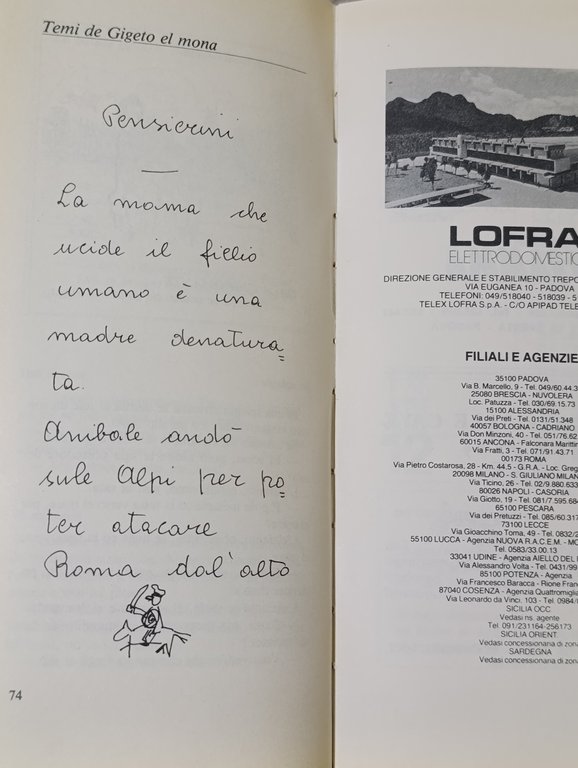 Temi de Gigeto el mona
Pensierini
La moma che
ucide il fiellio
umano è una
madre denatura=
ta.
Anibale andò
sule Alpi per po=
ter atacare
Roma dal'alto
74
LOFRA
ELETTRODOMESTIC
DIREZIONE GENERALE E STABILIMENTO TREPO
VIA EUGANEA 10 - PADOVA
TELEFONI: 049/518040 - 518039 - 5
TELEX LOFRA S.p.A. - C/O APIPAD TELE
FILIALI E AGENZIE
35100 PADOVA
Via B. Marcello, 9 - Tel. 049/60.44.3
25080 BRESCIA - NUVOLERA
Loc. Patuzza - Tel. 030/69.15.73
15100 ALESSANDRIA
Via dei Preti - Tel. 0131/51.348
40057 BOLOGNA - CADRIANO
Via Don Minzoni, 40 - Tel. 051/76.62
60015 ANCONA - Falconara Marittim
Via Fratti, 3 - Tel. 071/91.43.71
00173 ROMA
Via Pietro Costarosa, 28 - Km. 44.5 - G.R.A. - Loc. Greg
20098 MILANO - S. GIULIANO MILAN
Via Ticino, 26 - Tel. 02/9.880.633
80026 NAPOLI - CASORIA
Via Giotto, 19 - Tel. 081/7.595.684
65100 PESCARA
Via dei Pretuzzi - Tel. 085/60.317
73100 LECCE
Via Gioacchino Toma, 49 - Tel. 0832/2
55100 LUCCA - Agenzia NUOVA R.A.C.E.M. - MO
Tel. 0583/33.00.13
33041 UDINE - Agenzia AIELLO DEL
Via Alessandro Volta - Tel. 0431/99
85100 POTENZA - Agenzia
Via Francesco Baracca - Rione Franc
87040 COSENZA - Agenzia Quattromiglia
Via Leonardo da Vinci. 103 - Tel. 0984/
SICILIA OCC
Vedasi ns. agente
Tel. 091/231164-256173
SICILIA ORIENT
Vedasi concessionaria di zona
SARDEGNA
Vedasi concessionaria di zona